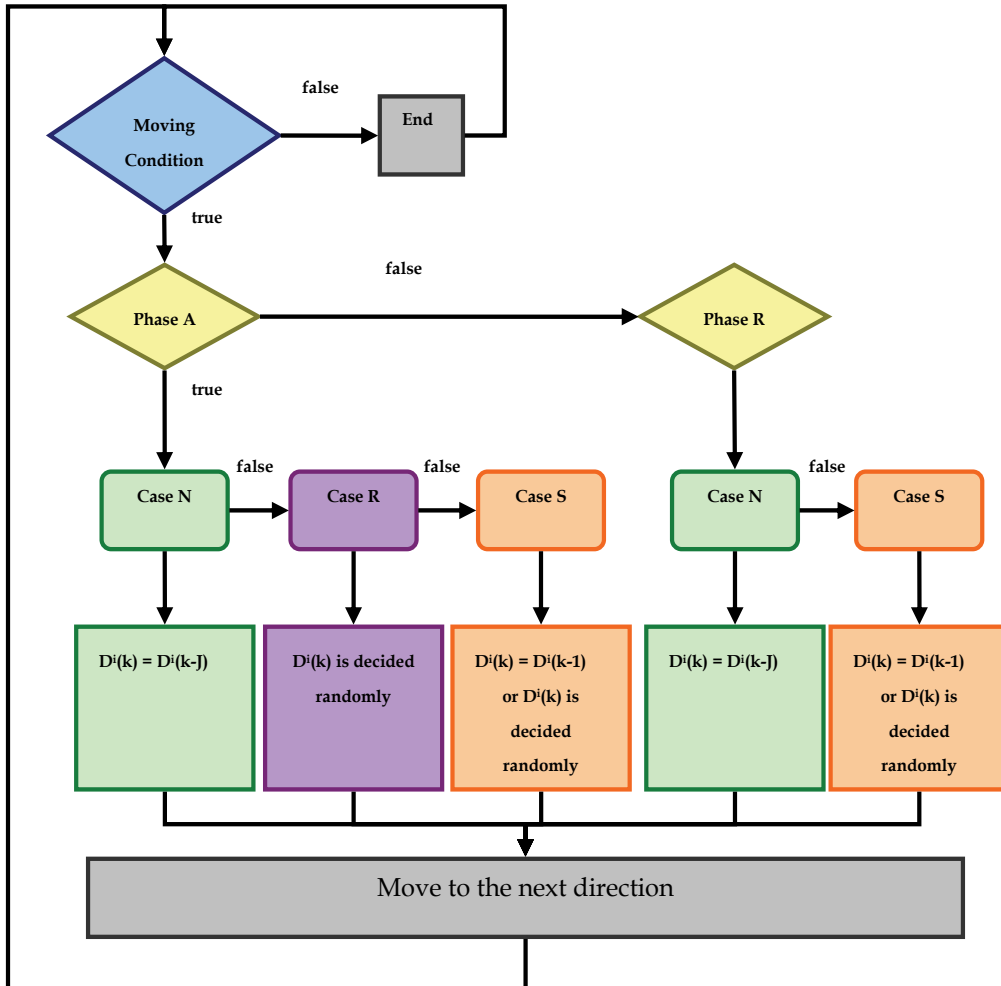 false
End
Moving
Condition
true
false
Phase A
Phase R
true
false
false
false
Case N
Case R
Case S
Case N
Case S
Dⁱ(k) = Dⁱ(k-J)
Dⁱ(k) is decided
randomly
Dⁱ(k) = Dⁱ(k-1)
or Dⁱ(k) is
decided
randomly
Dⁱ(k) = Dⁱ(k-J)
Dⁱ(k) = Dⁱ(k-1)
or Dⁱ(k) is
decided
randomly
Move to the next direction